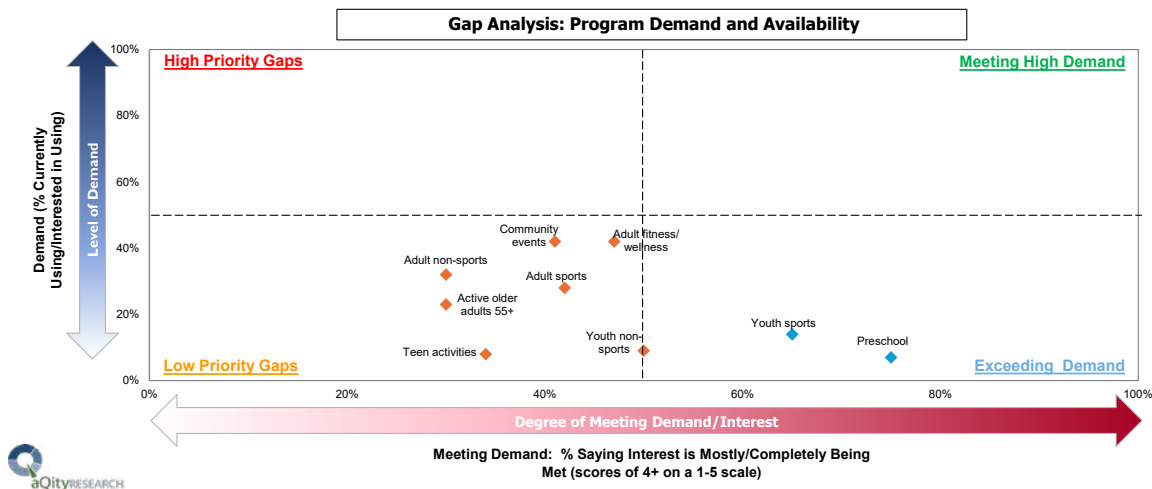 Gap Analysis: Program Demand and Availability
High Priority Gaps
Meeting High Demand
100%
80%
60%
40%
20%
0%
Demand (% Currently
Using/Interested in Using)
Level of Demand
Community
events
Adult fitness/
wellness
Adult non-sports
Adult sports
Active older
adults 55+
Teen activities
Youth non-
sports
Youth sports
Preschool
Low Priority Gaps
Exceeding Demand
0%
20%
40%
60%
80%
100%
Degree of Meeting Demand/Interest
Meeting Demand: % Saying Interest is Mostly/Completely Being
Met (scores of 4+ on a 1-5 scale)
aQity RESEARCH